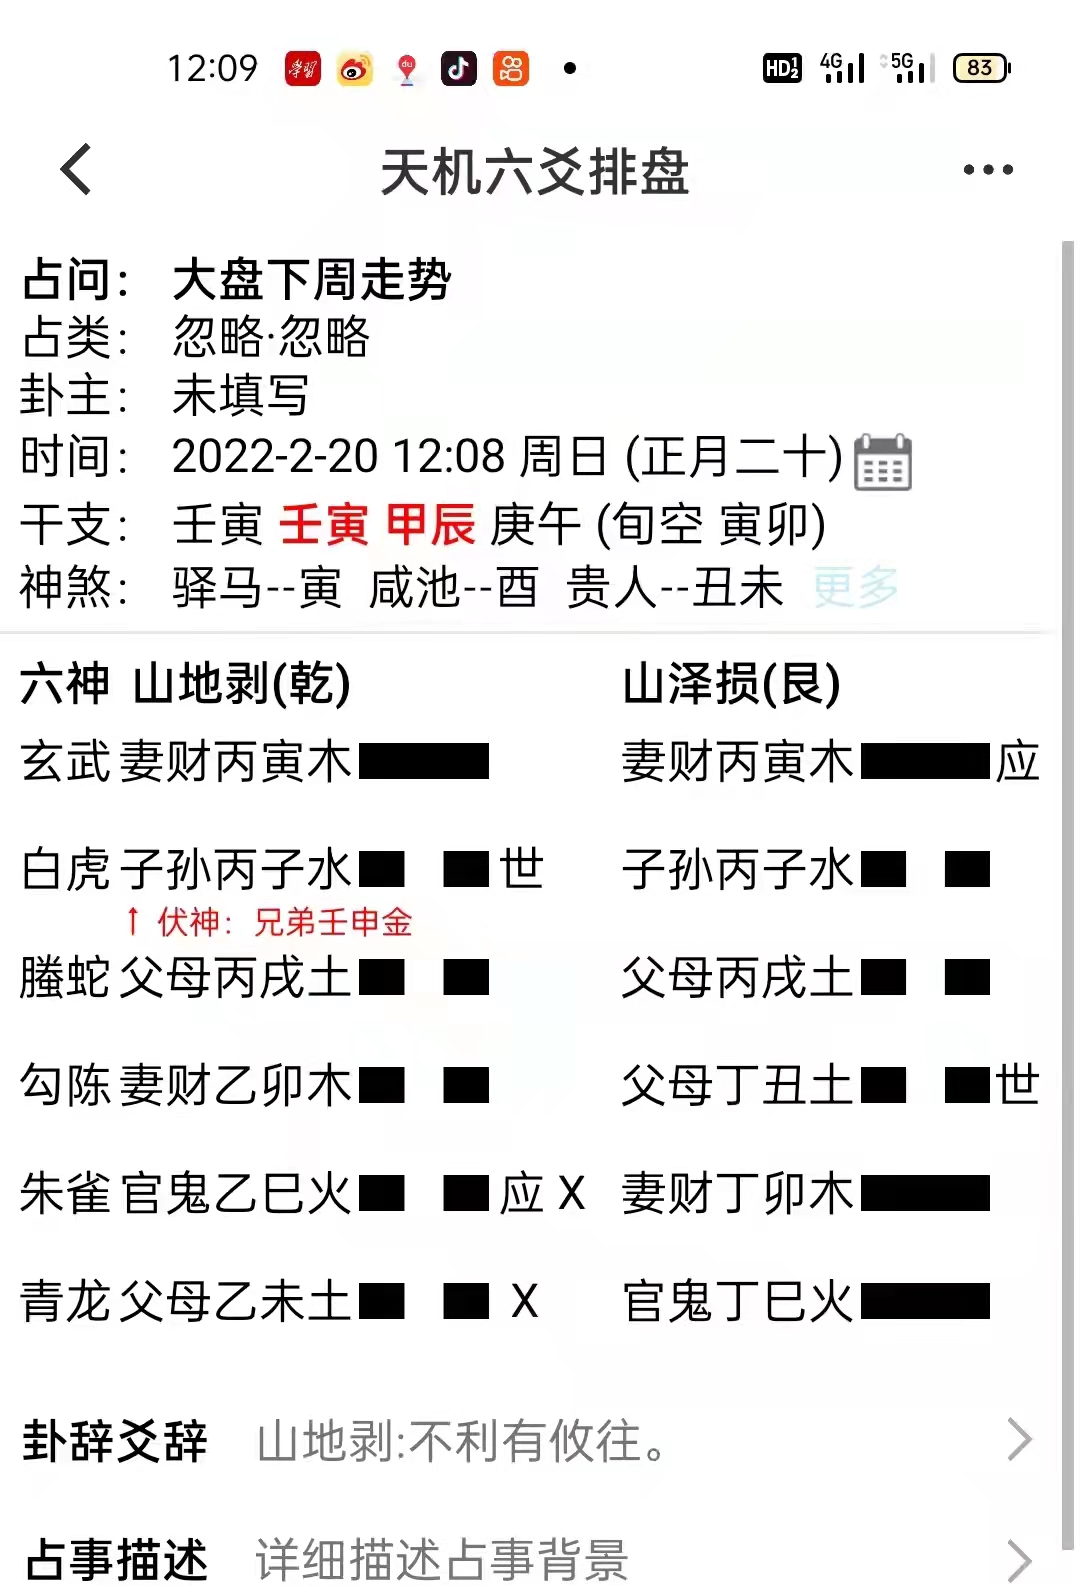 12:09 学习 du HD 1 2 4G 5G 83
天机六爻排盘
占问： 大盘下周走势
占类： 忽略·忽略
卦主： 未填写
时间： 2022-2-20 12:08 周日 (正月二十)
干支： 壬寅 壬寅 甲辰 庚午 (旬空 寅卯)
神煞： 驿马--寅 咸池--酉 贵人--丑未 更多
六神 山地剥(乾) 山泽损(艮)
玄武 妻财丙寅木 妻财丙寅木 应
白虎 子孙丙子水 世 子孙丙子水
↑ 伏神：兄弟壬申金
螣蛇 父母丙戌土 父母丙戌土
勾陈 妻财乙卯木 父母丁丑土 世
朱雀 官鬼乙巳火 应 X 妻财丁卯木
青龙 父母乙未土 X 官鬼丁巳火
卦辞爻辞 山地剥:不利有攸往。
占事描述 详细描述占事背景